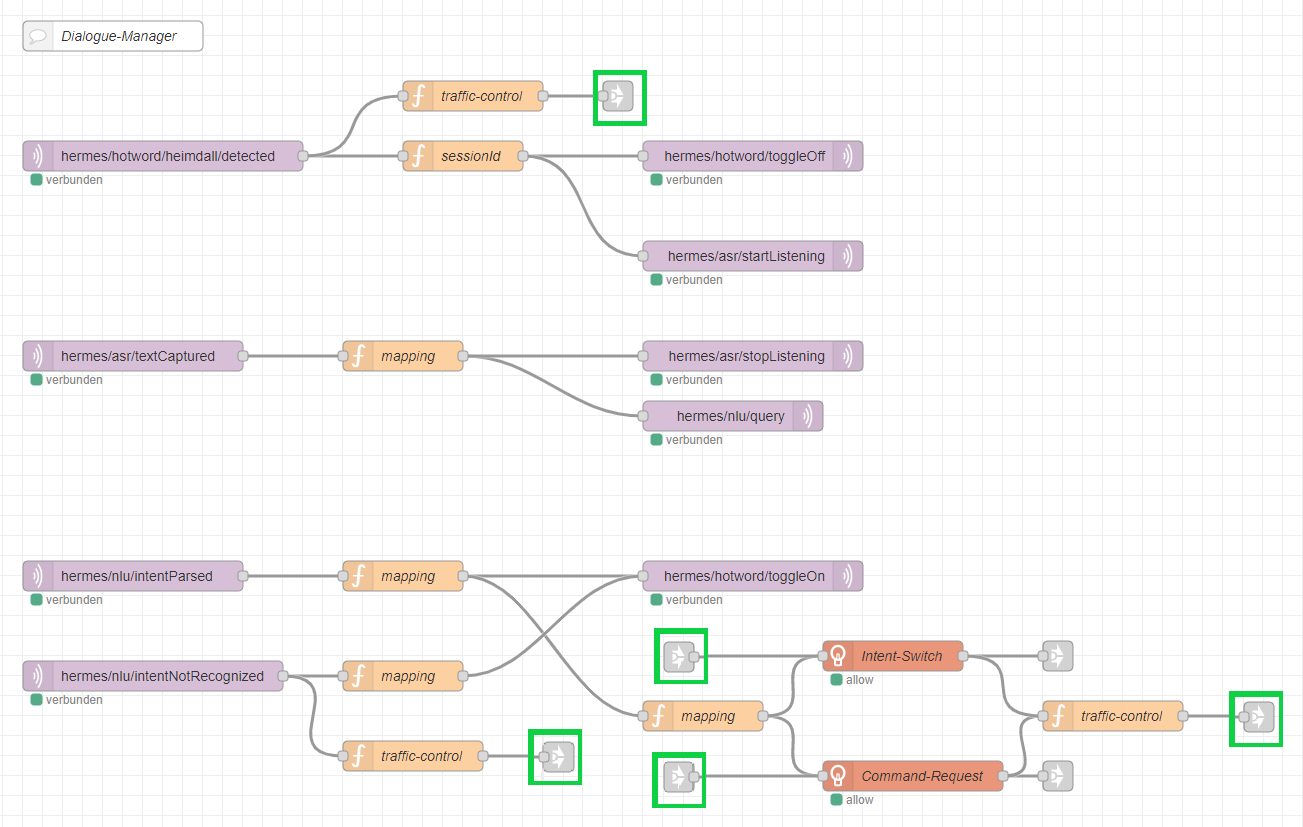 Dialogue-Manager
traffic-control
hermes/hotword/heimdall/detected
sessionId
hermes/hotword/toggleOff
verbunden
verbunden
hermes/asr/startListening
verbunden
hermes/asr/textCaptured
mapping
hermes/asr/stopListening
verbunden
verbunden
hermes/nlu/query
verbunden
hermes/nlu/intentParsed
mapping
hermes/hotword/toggleOn
verbunden
verbunden
Intent-Switch
hermes/nlu/intentNotRecognized
mapping
allow
verbunden
mapping
traffic-control
traffic-control
Command-Request
allow